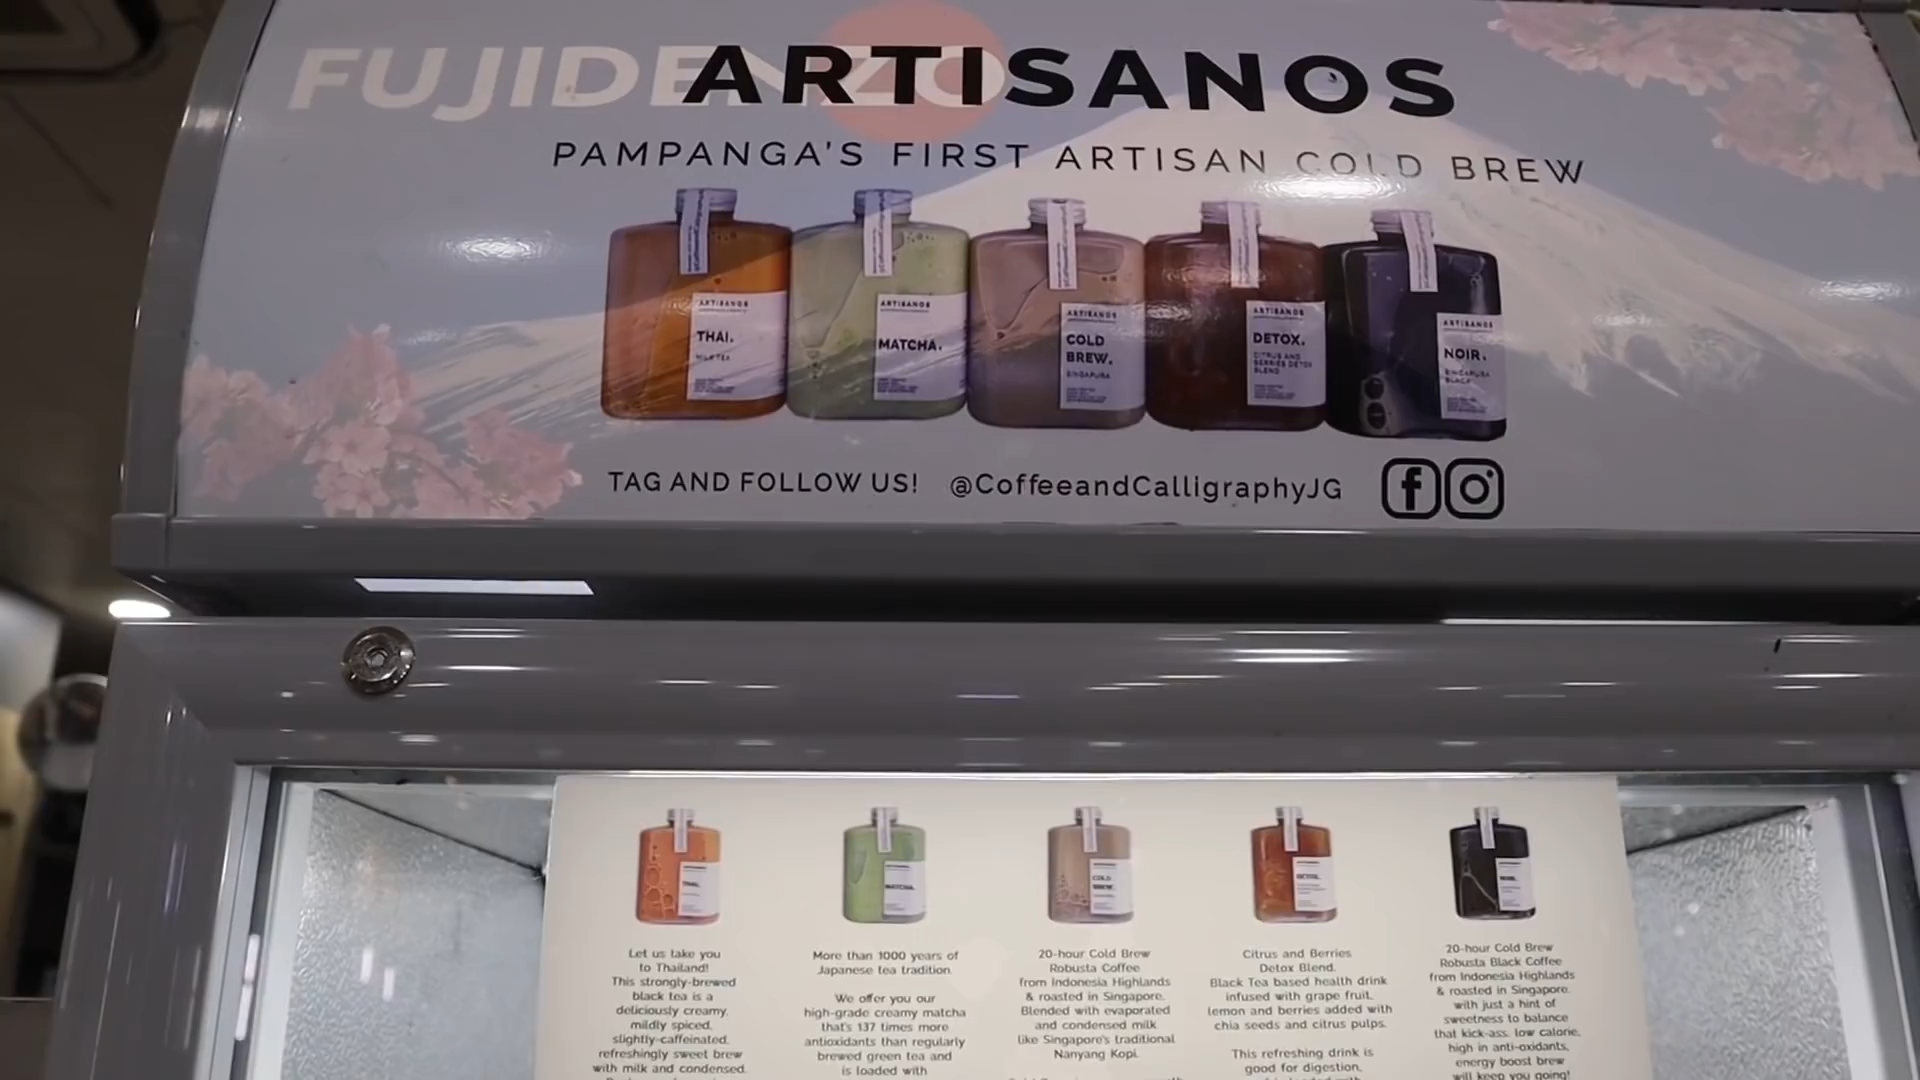 FUJIDENZO
ARTISANOS
PAMPANGA'S FIRST ARTISAN COLD BREW
ARTISANOS
THAI.
MILK TEA
ARTISANOS
MATCHA.
ARTISANOS
COLD
BREW.
SINGAPURA
ARTISANOS
DETOX.
CITRUS AND
BERRIES DETOX
BLEND
ARTISANOS
NOIR.
SINGAPURA
BLACK
TAG AND FOLLOW US! @CoffeeandCalligraphyJG
THAI.
MATCHA.
COLD
BREW.
DETOX.
NOIR.
Let us take you
to Thailand!
This strongly-brewed
black tea is a
deliciously creamy,
mildly spiced,
slightly-caffeinated,
refreshingly sweet brew
with milk and condensed.
More than 1000 years of
Japanese tea tradition.
We offer you our
high-grade creamy matcha
that's 137 times more
antioxidants than regularly
brewed green tea and
is loaded with
20-hour Cold Brew
Robusta Coffee
from Indonesia Highlands
& roasted in Singapore.
Blended with evaporated
and condensed milk
like Singapore's traditional
Nanyang Kopi.
Citrus and Berries
Detox Blend.
Black Tea based health drink
infused with grape fruit,
lemon and berries added with
chia seeds and citrus pulps.
This refreshing drink is
good for digestion,
20-hour Cold Brew
Robusta Black Coffee
from Indonesia Highlands
& roasted in Singapore.
with just a hint of
sweetness to balance
that kick-ass, low calorie,
high in anti-oxidants,
energy boost brew
will keep you going!